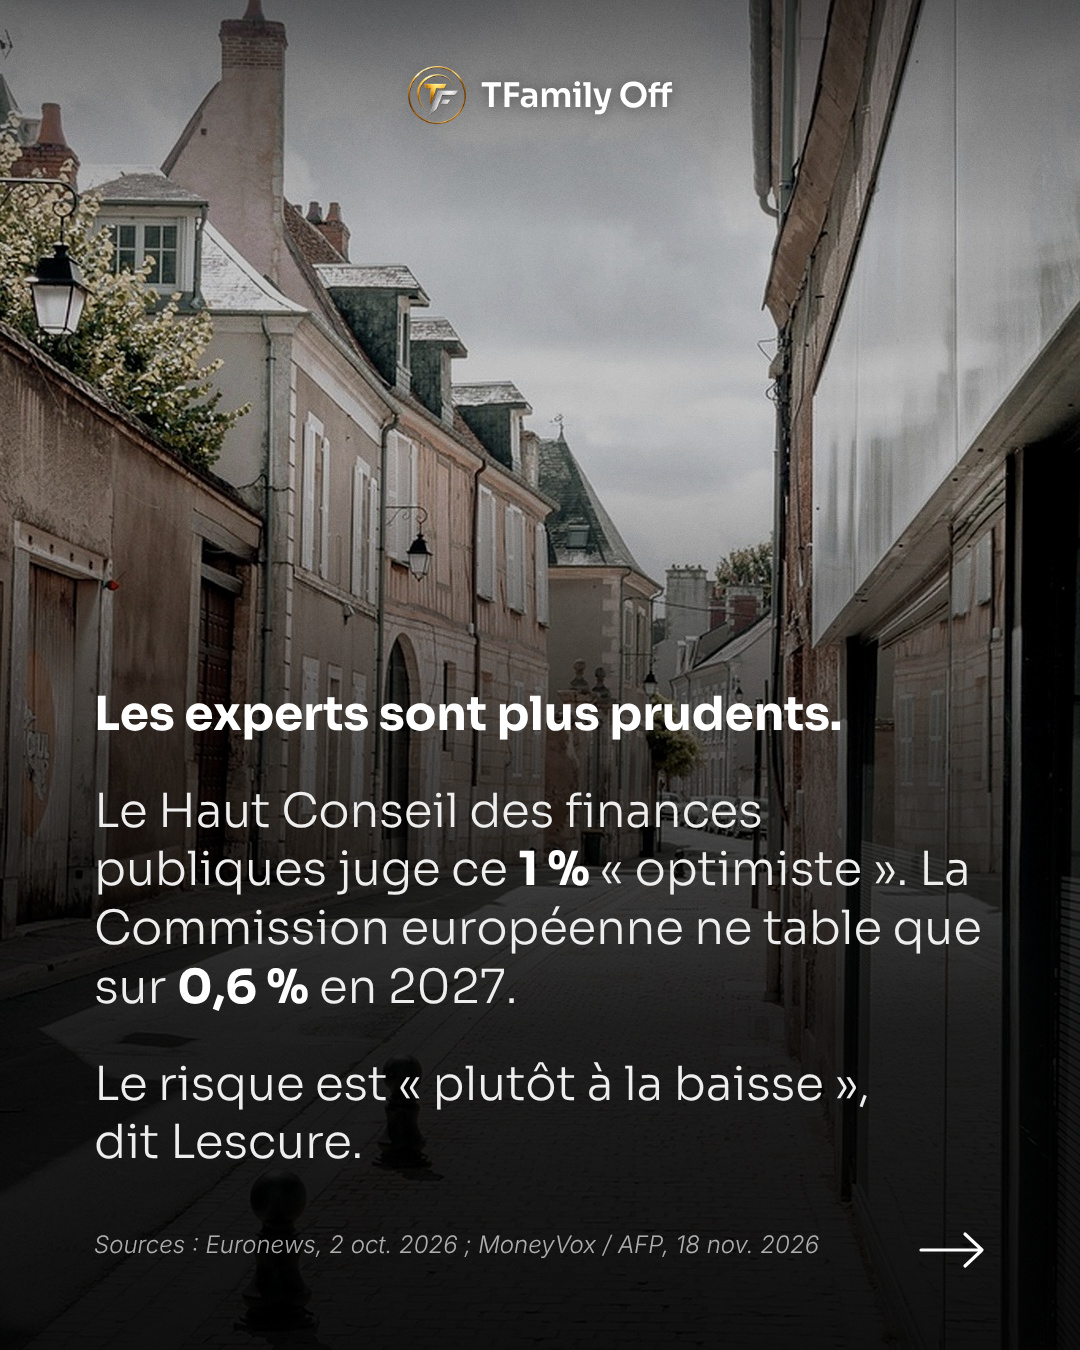 TFamily Off
Les experts sont plus prudents.
Le Haut Conseil des finances
publiques juge ce 1 % « optimiste ». La
Commission européenne ne table que
sur 0,6 % en 2027.
Le risque est « plutôt à la baisse »,
dit Lescure.
Sources : Euronews, 2 oct. 2026 ; MoneyVox / AFP, 18 nov. 2026